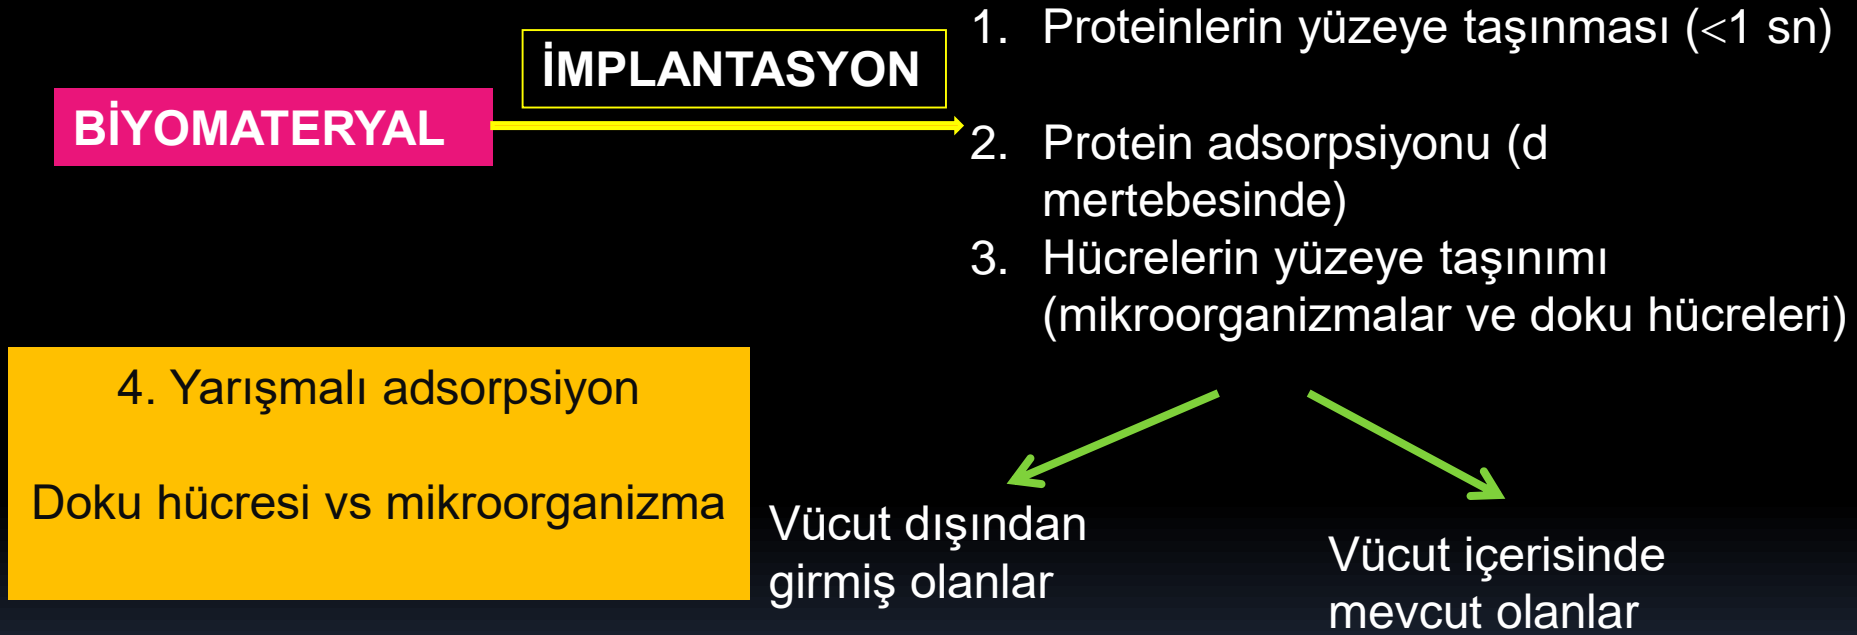 BİYOMATERYAL
İMPLANTASYON
1. Proteinlerin yüzeye taşınması (<1 sn)
2. Protein adsorpsiyonu (d
mertebesinde)
3. Hücrelerin yüzeye taşınımı
(mikroorganizmalar ve doku hücreleri)
4. Yarışmalı adsorpsiyon
Doku hücresi vs mikroorganizma
Vücut dışından
girmiş olanlar
Vücut içerisinde
mevcut olanlar